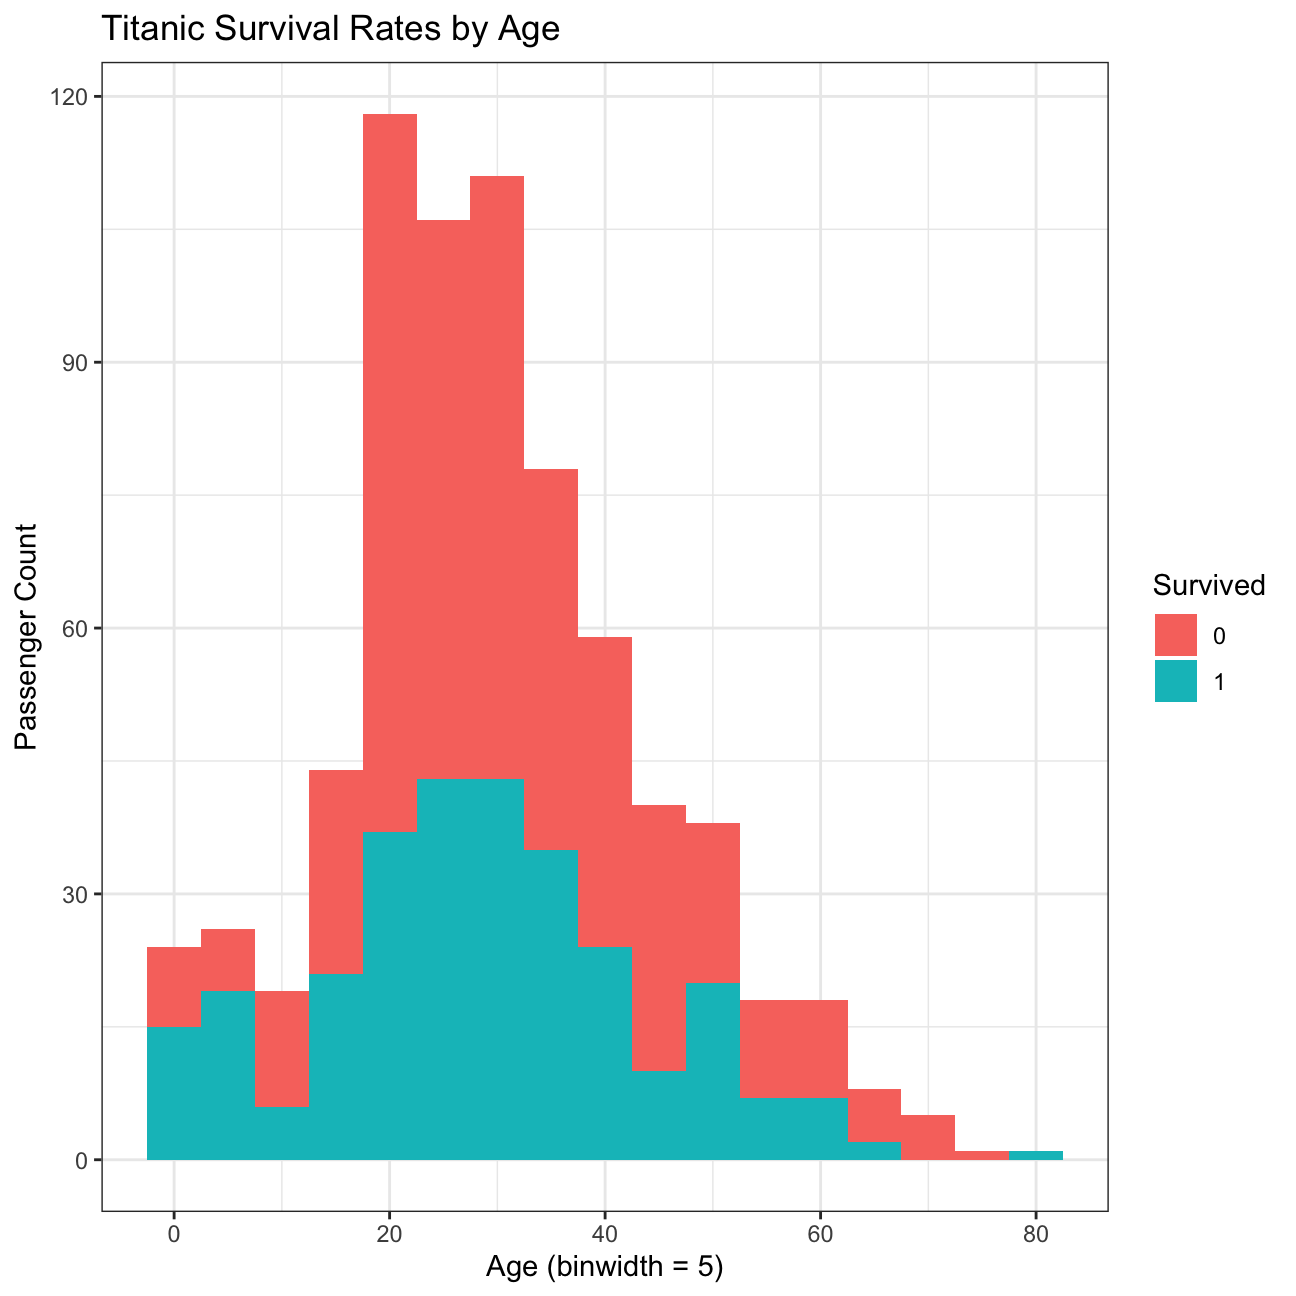 Titanic Survival Rates by Age
120
90
60
30
0
Passenger Count
0 20 40 60 80
Age (binwidth = 5)
Survived
0
1